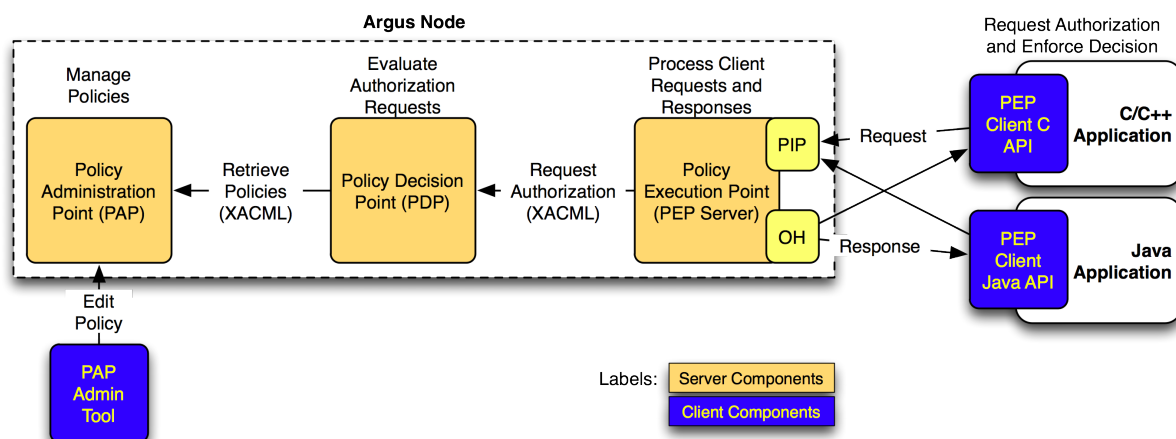 Argus Node
Request Authorization
and Enforce Decision
Manage
Policies
Evaluate
Authorization
Requests
Process Client
Requests and
Responses
Policy
Administration
Point (PAP)
Retrieve
Policies
(XACML)
Policy Decision
Point (PDP)
Request
Authorization
(XACML)
Policy
Execution Point
(PEP Server)
PIP
OH
Request
Response
PEP
Client C
API
C/C++
Application
PEP
Client
Java API
Java
Application
Edit
Policy
PAP
Admin
Tool
Labels:
Server Components
Client Components